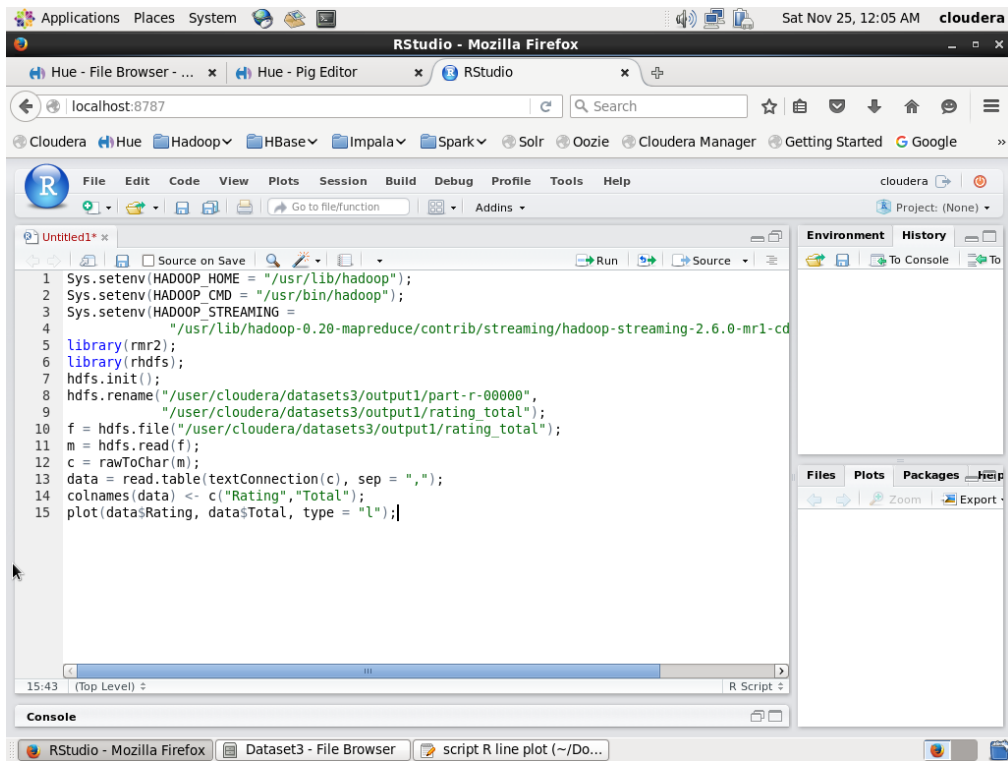 Applications Places System Sat Nov 25, 12:05 AM cloudera
RStudio - Mozilla Firefox
Hue - File Browser - ... × Hue - Pig Editor × RStudio ×
localhost:8787 Search
Cloudera Hue Hadoop HBase Impala Spark Solr Oozie Cloudera Manager Getting Started Google »
R File Edit Code View Plots Session Build Debug Profile Tools Help cloudera
Go to file/function Addins Project: (None)
Untitled1* × Environment History
Source on Save Run Source To Console To
1 Sys.setenv(HADOOP_HOME = "/usr/lib/hadoop");
2 Sys.setenv(HADOOP_CMD = "/usr/bin/hadoop");
3 Sys.setenv(HADOOP_STREAMING =
4 "/usr/lib/hadoop-0.20-mapreduce/contrib/streaming/hadoop-streaming-2.6.0-mr1-cd
5 library(rmr2);
6 library(rhdfs);
7 hdfs.init();
8 hdfs.rename("/user/cloudera/datasets3/output1/part-r-00000",
9 "/user/cloudera/datasets3/output1/rating_total");
10 f = hdfs.file("/user/cloudera/datasets3/output1/rating_total");
11 m = hdfs.read(f);
12 c = rawToChar(m);
13 data = read.table(textConnection(c), sep = ",");
14 colnames(data) <- c("Rating","Total");
15 plot(data$Rating, data$Total, type = "l");
Files Plots Packages Help
Zoom Export
15:43 (Top Level) R Script
Console
RStudio - Mozilla Firefox Dataset3 - File Browser script R line plot (~/Do...